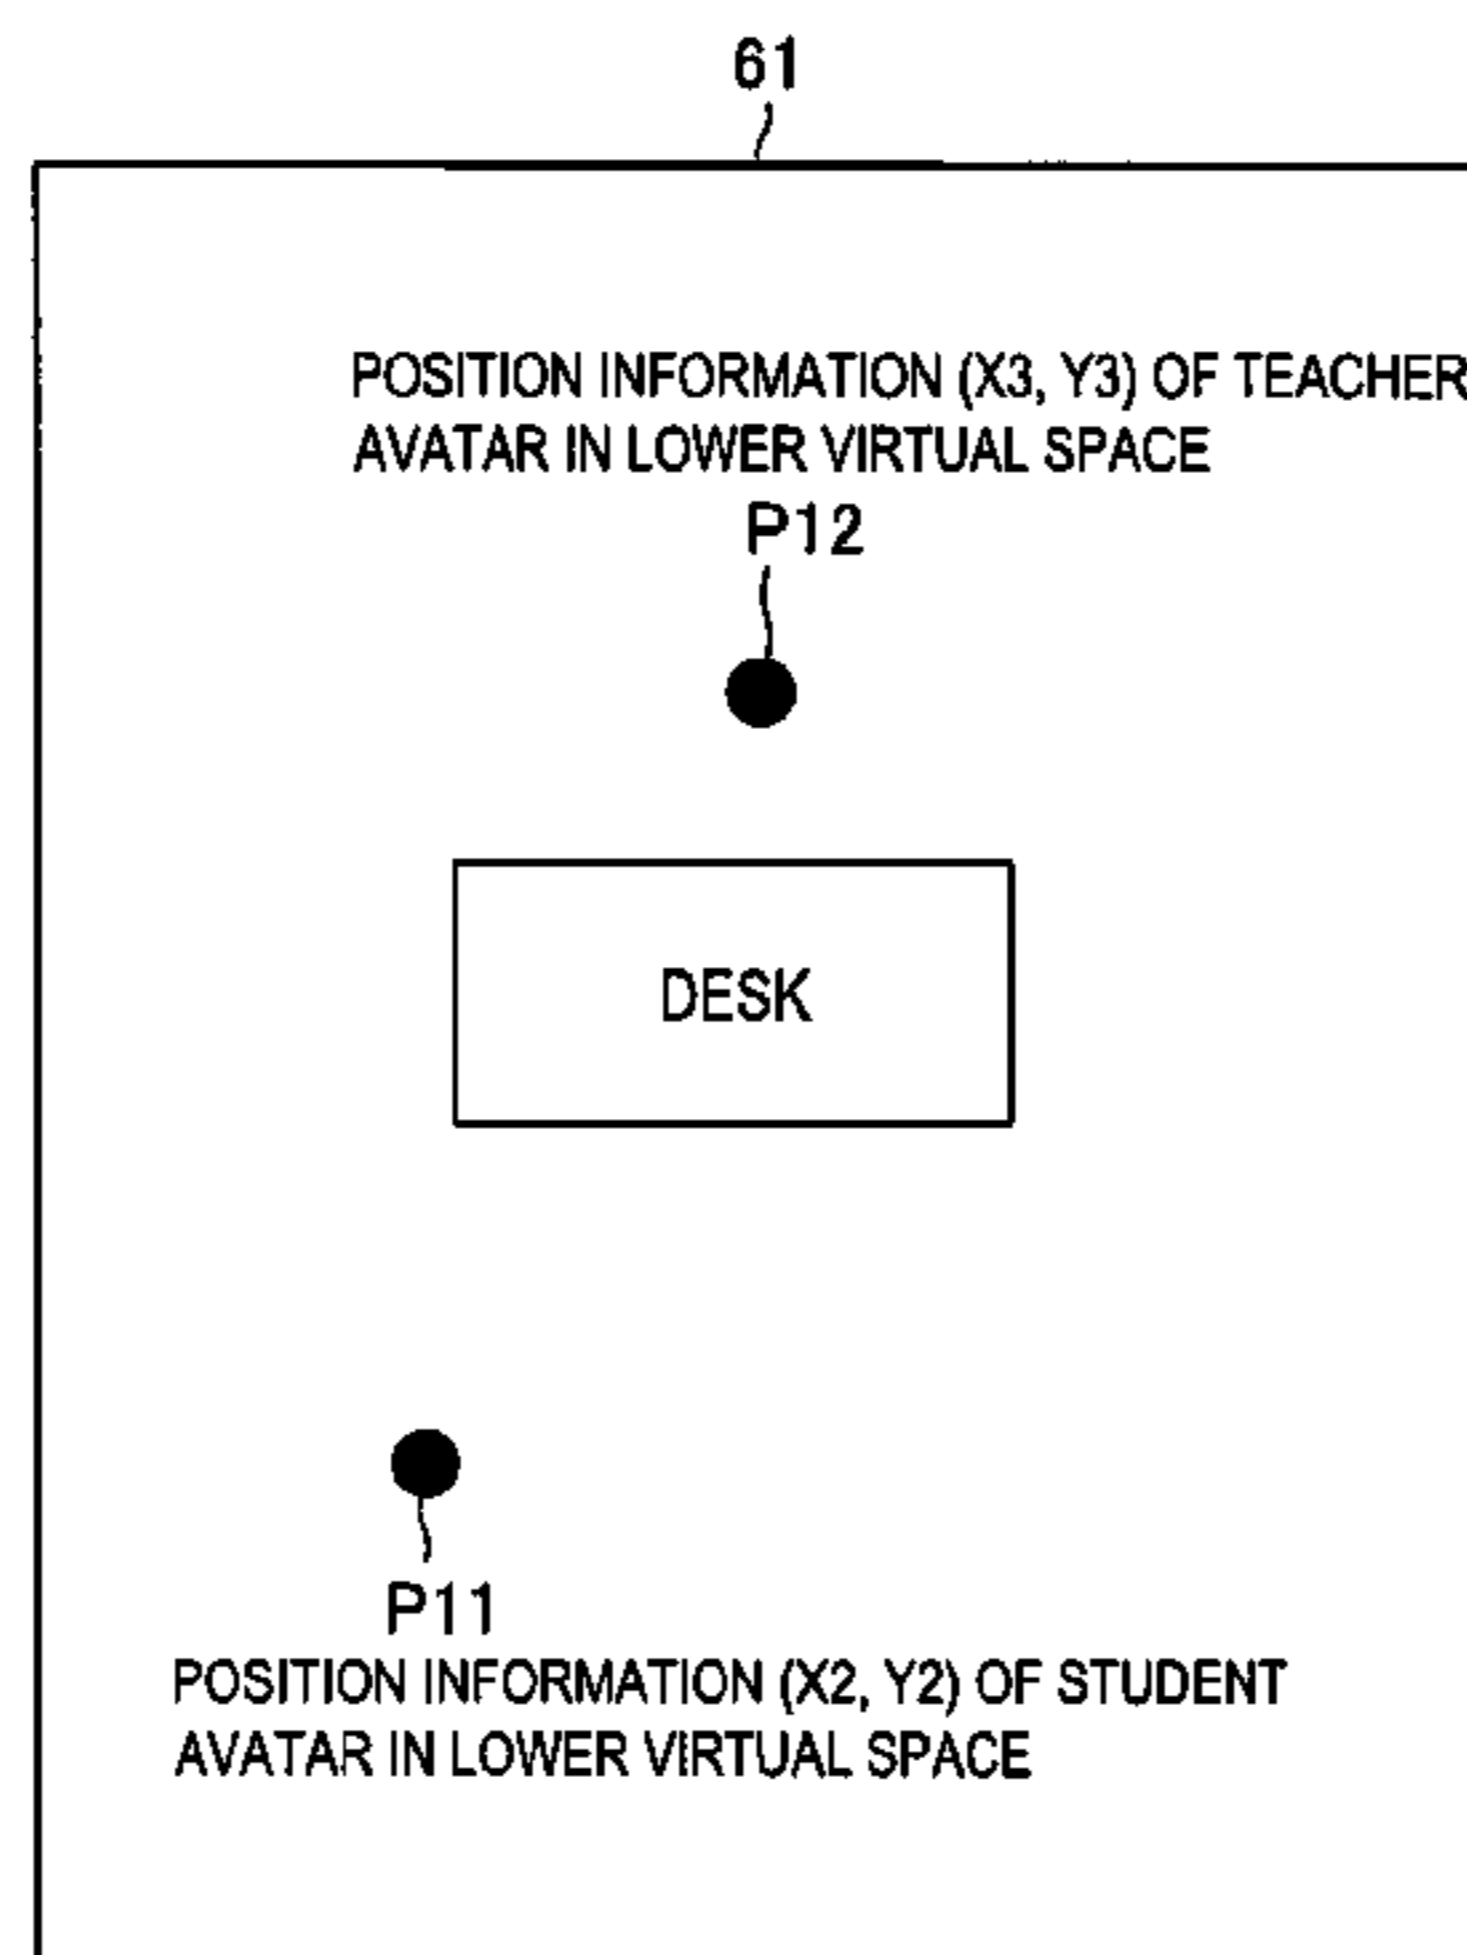 61
POSITION INFORMATION (X3, Y3) OF TEACHER
AVATAR IN LOWER VIRTUAL SPACE
P12
DESK
P11
POSITION INFORMATION (X2, Y2) OF STUDENT
AVATAR IN LOWER VIRTUAL SPACE